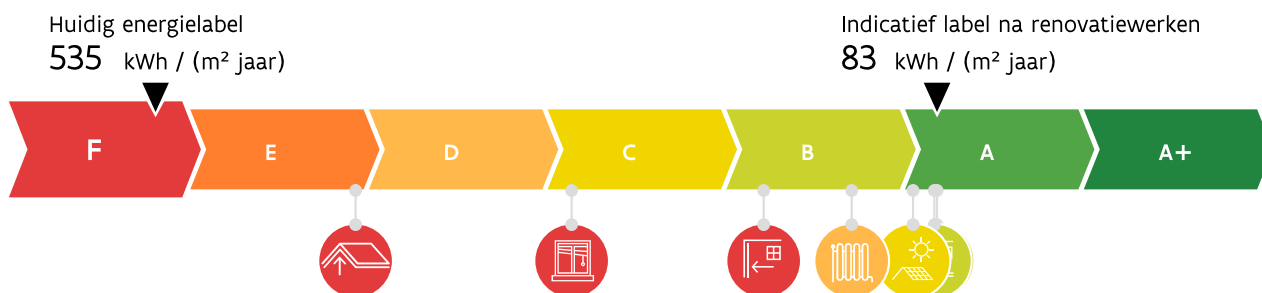 Huidig energielabel
535 kWh / (m² jaar)
Indicatief label na renovatiewerken
83 kWh / (m² jaar)
F E D C B A A+